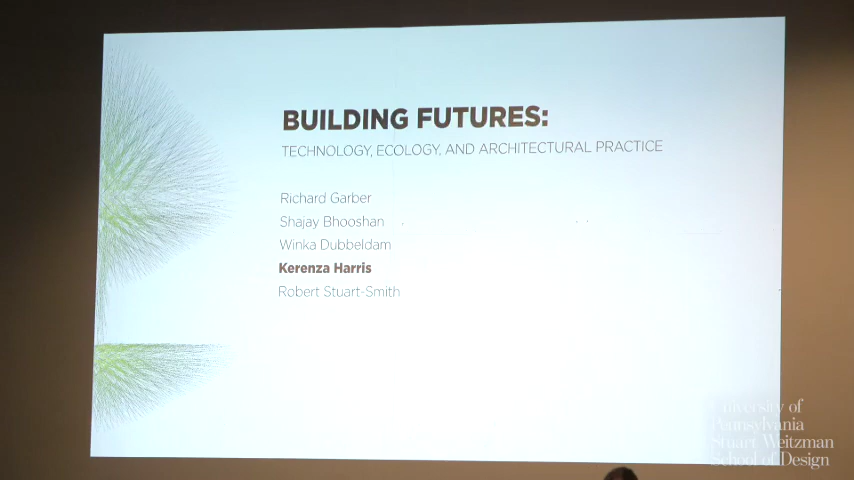 BUILDING FUTURES:
TECHNOLOGY, ECOLOGY, AND ARCHITECTURAL PRACTICE
Richard Garber
Shajay Bhooshan
Winka Dubbeldam
Kerenza Harris
Robert Stuart-Smith
University of
Pennsylvania
Stuart Weitzman
School of Design